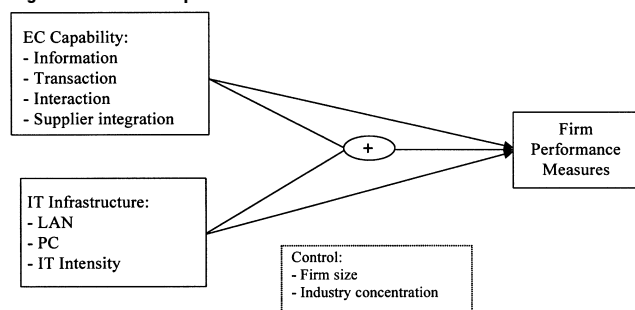 EC Capability:
- Information
- Transaction
- Interaction
- Supplier integration
+
Firm
Performance
Measures
IT Infrastructure:
- LAN
- PC
- IT Intensity
Control:
- Firm size
- Industry concentration